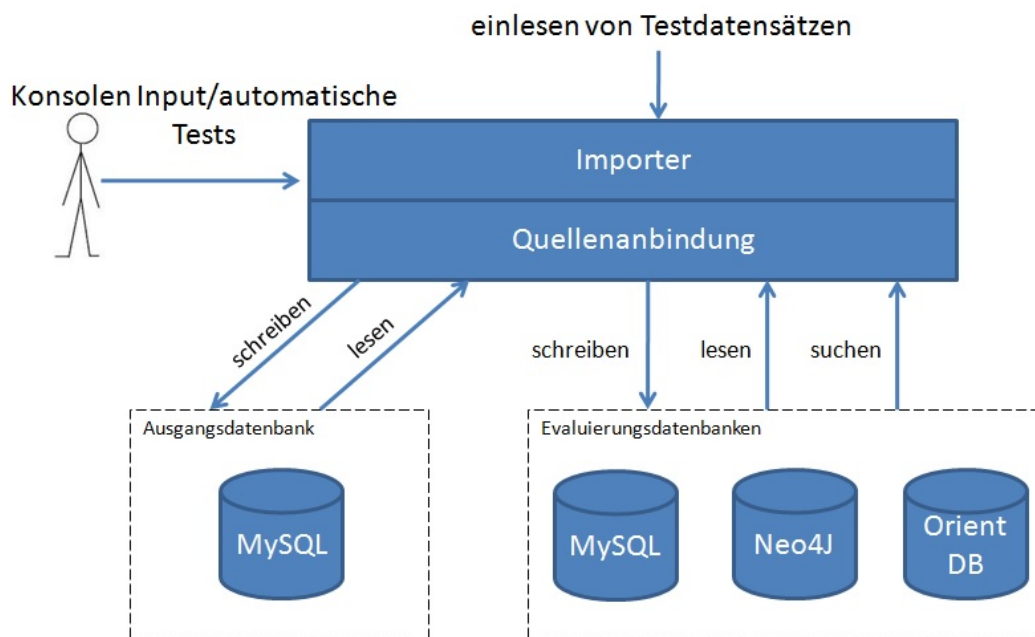 einlesen von Testdatensätzen
Konsolen Input/automatische
Tests
Importer
Quellenanbindung
schreiben
lesen
schreiben
lesen
suchen
Ausgangsdatenbank
Evaluierungsdatenbanken
MySQL
MySQL
Neo4J
Orient
DB